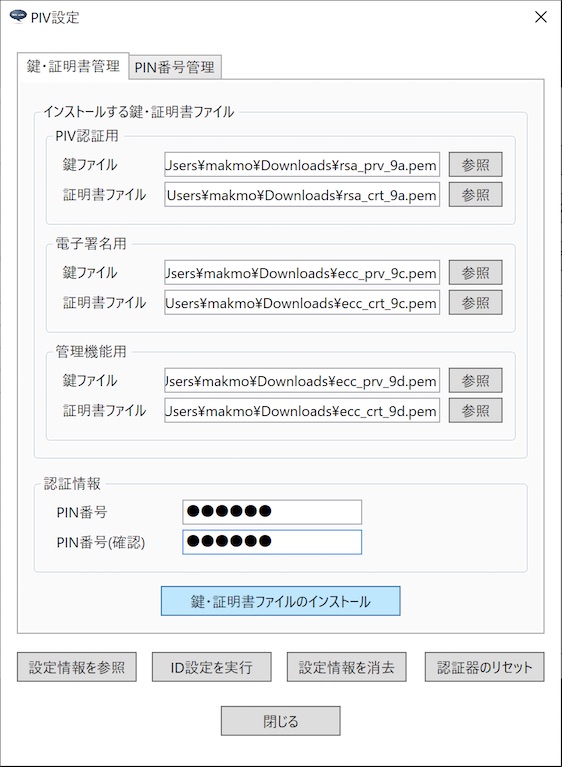 PIV設定
鍵・証明書管理 PIN番号管理
インストールする鍵・証明書ファイル
PIV認証用
鍵ファイル Users¥makmo¥Downloads¥rsa_prv_9a.pem 参照
証明書ファイル Users¥makmo¥Downloads¥rsa_crt_9a.pem 参照
電子署名用
鍵ファイル Users¥makmo¥Downloads¥ecc_prv_9c.pem 参照
証明書ファイル Users¥makmo¥Downloads¥ecc_crt_9c.pem 参照
管理機能用
鍵ファイル Users¥makmo¥Downloads¥ecc_prv_9d.pem 参照
証明書ファイル Users¥makmo¥Downloads¥ecc_crt_9d.pem 参照
認証情報
PIN番号 ●●●●●●
PIN番号(確認) ●●●●●●
鍵・証明書ファイルのインストール
設定情報を参照 ID設定を実行 設定情報を消去 認証器のリセット
閉じる